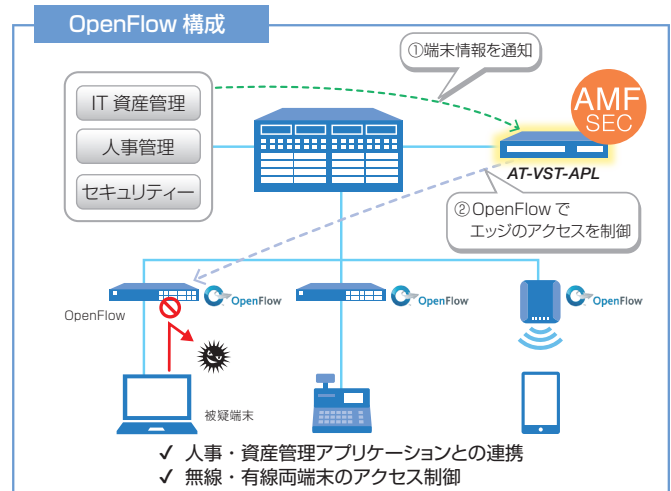 OpenFlow 構成
①端末情報を通知
IT 資産管理
人事管理
セキュリティー
AMF
SEC
AT-VST-APL
②OpenFlow で
エッジのアクセスを制御
OpenFlow
OpenFlow
OpenFlow
OpenFlow
被疑端末
✓ 人事・資産管理アプリケーションとの連携
✓ 無線・有線両端末のアクセス制御